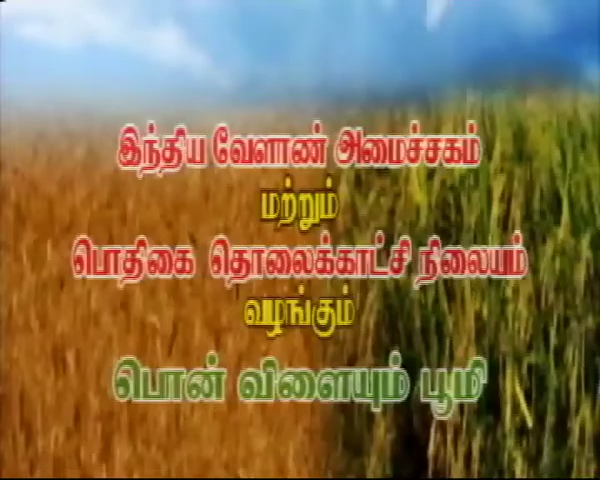 இந்திய வேளாண் அமைச்சகம்
மற்றும்
பொதிகை தொலைக்காட்சி நிலையம்
வழங்கும்
பொன் விளையும் பூமி